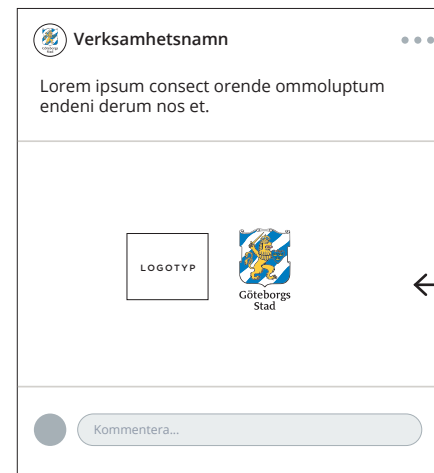 Verksamhetsnamn
Lorem ipsum consect orende ommoluptum
endeni derum nos et.
LOGOTYP
Göteborgs
Stad
Kommentera...